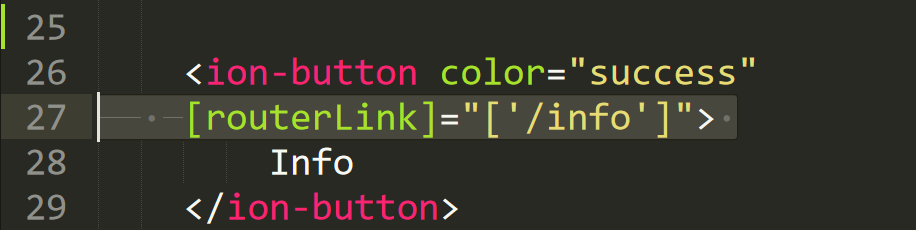 25
26 <ion-button color="success"
27 [routerLink]="['/info']">
28 Info
29 </ion-button>